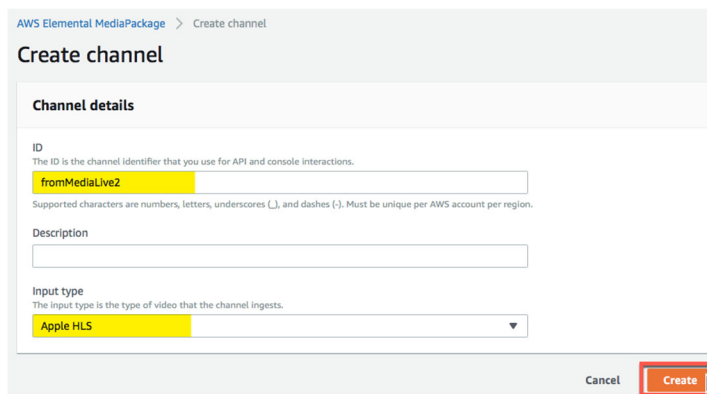 AWS Elemental MediaPackage > Create channel
Create channel
Channel details
ID
The ID is the channel identifier that you use for API and console interactions.
fromMediaLive2
Supported characters are numbers, letters, underscores (_), and dashes (-). Must be unique per AWS account per region.
Description
Input type
The input type is the type of video that the channel ingests.
Apple HLS
Cancel Create